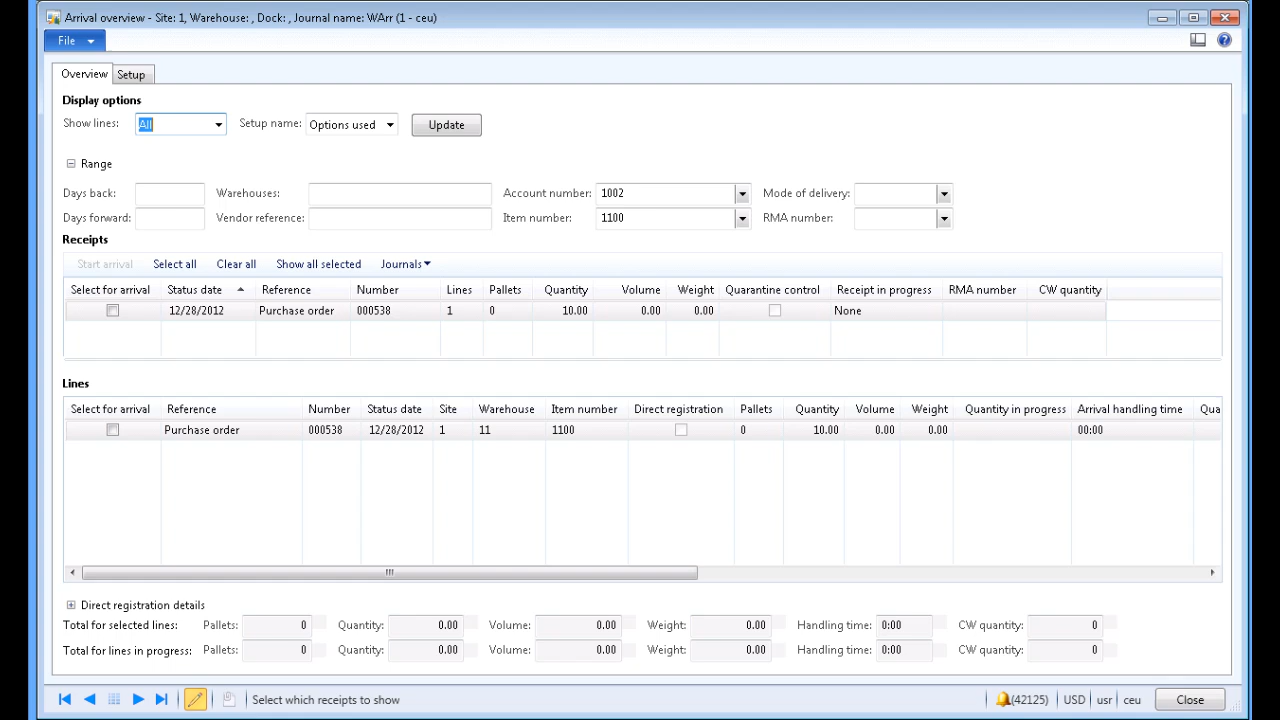 Arrival overview - Site: 1, Warehouse: , Dock: , Journal name: WArr (1 - ceu)
File
Overview Setup
Display options
Show lines: All Setup name: Options used Update
Range
Days back: Warehouses: Account number: 1002 Mode of delivery:
Days forward: Vendor reference: Item number: 1100 RMA number:
Receipts
Start arrival Select all Clear all Show all selected Journals
Select for arrival Status date Reference Number Lines Pallets Quantity Volume Weight Quarantine control Receipt in progress RMA number CW quantity
12/28/2012 Purchase order 000538 1 0 10.00 0.00 0.00 None
Lines
Select for arrival Reference Number Status date Site Warehouse Item number Direct registration Pallets Quantity Volume Weight Quantity in progress Arrival handling time Qua
Purchase order 000538 12/28/2012 1 11 1100 0 10.00 0.00 0.00 00:00
Direct registration details
Total for selected lines: Pallets: 0 Quantity: 0.00 Volume: 0.00 Weight: 0.00 Handling time: 0:00 CW quantity: 0
Total for lines in progress: Pallets: 0 Quantity: 0.00 Volume: 0.00 Weight: 0.00 Handling time: 0:00 CW quantity: 0
Select which receipts to show (42125) USD usr ceu Close